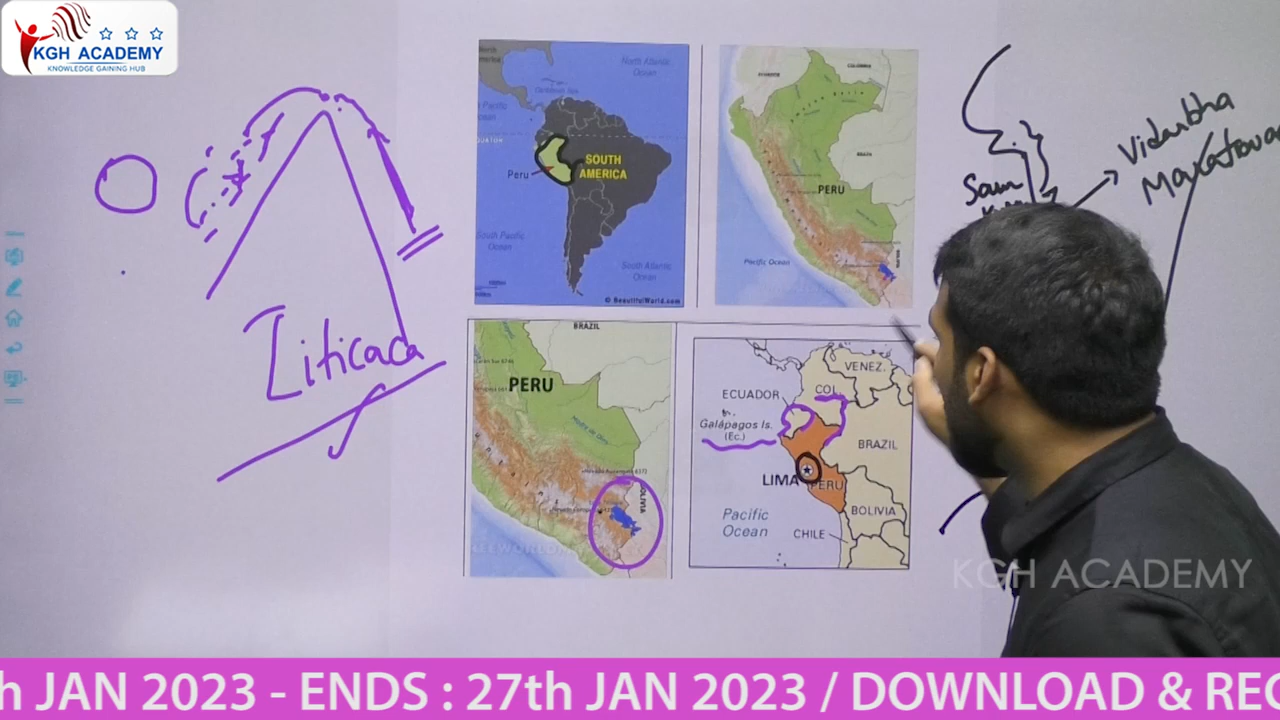 KGH ACADEMY
KNOWLEDGE GAINING HUB
North Atlantic
Ocean
SOUTH
AMERICA
Peru
South Pacific
Ocean
South Atlantic
Ocean
© BeautifulWorld.com
COLOMBIA
BRAZIL
PERU
Pacific Ocean
Titicaca
BRAZIL
PERU
BOLIVIA
VENEZ.
COL.
ECUADOR
Galápagos Is.
(Ec.)
BRAZIL
LIMA
PERU
BOLIVIA
Pacific
Ocean
CHILE
Vidarbha
KGH ACADEMY
h JAN 2023 - ENDS : 27th JAN 2023 / DOWNLOAD & REG